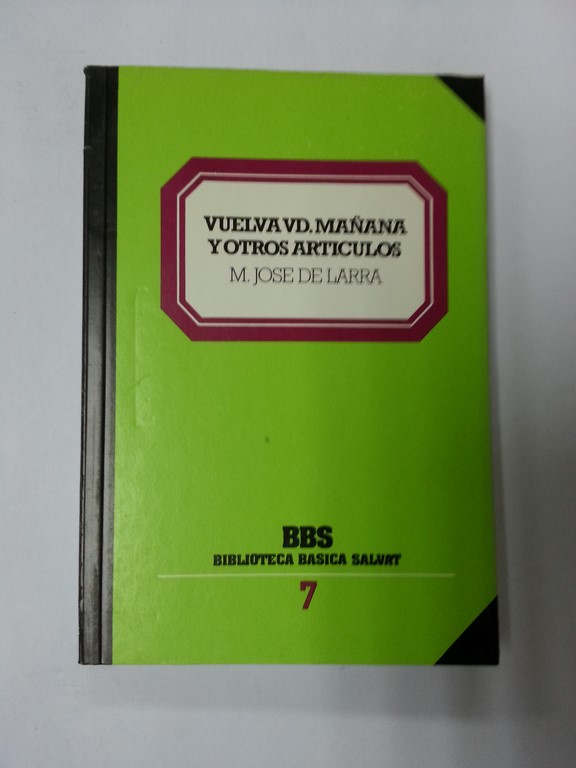 VUELVA VD. MAÑANA
Y OTROS ARTICULOS
M. JOSE DE LARRA
BBS
BIBLIOTECA BASICA SALVAT
7